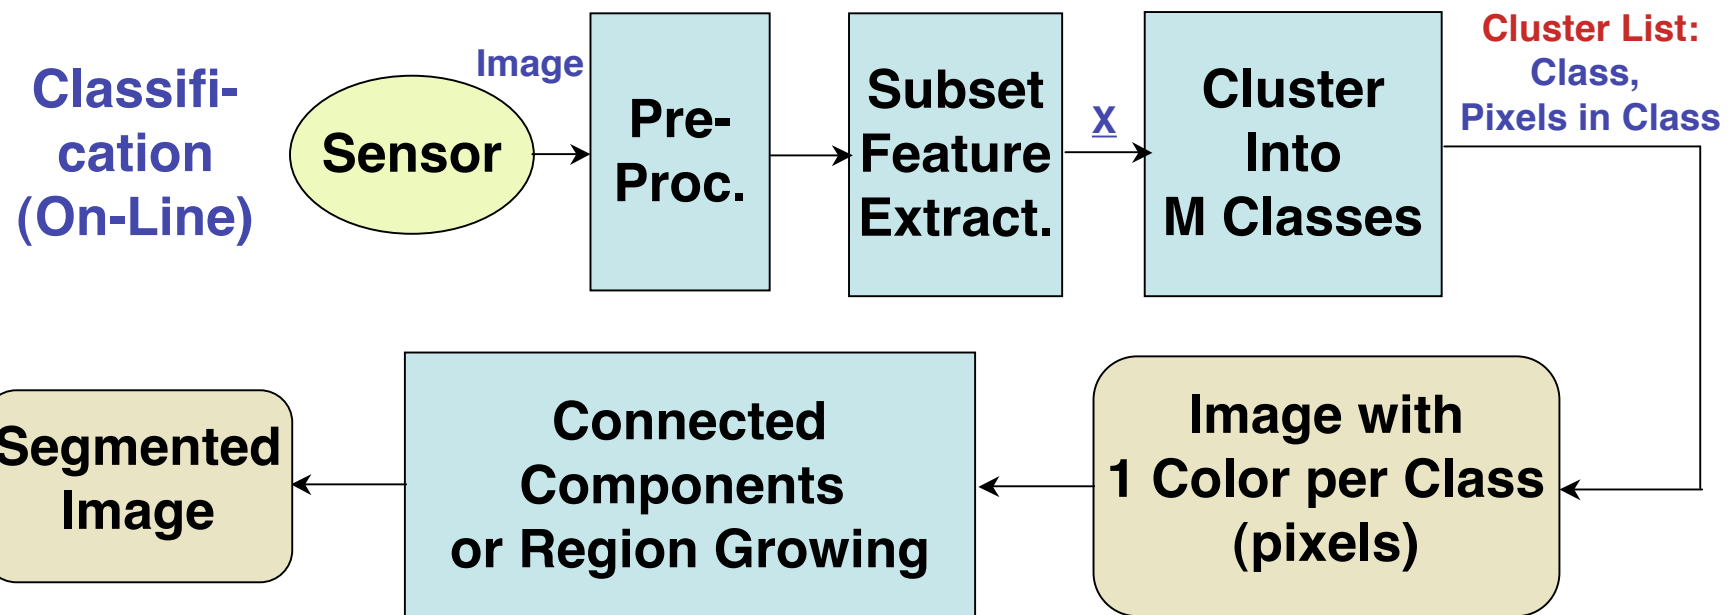 Classifi-
cation
(On-Line)
Sensor
Image
Pre-
Proc.
Subset
Feature
Extract.
X
Cluster
Into
M Classes
Cluster List:
Class,
Pixels in Class
Image with
1 Color per Class
(pixels)
Connected
Components
or Region Growing
Segmented
Image